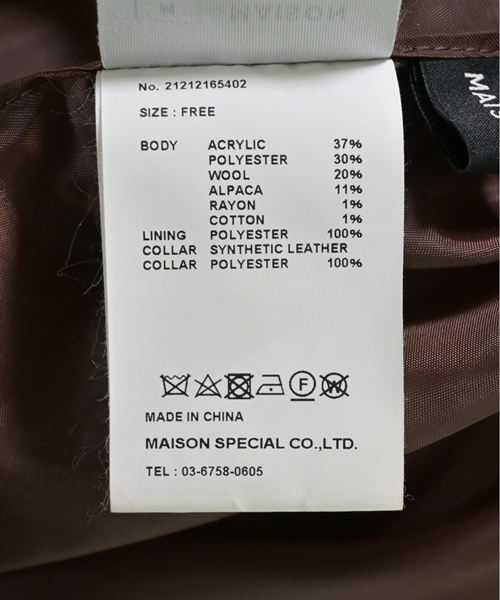 MAISON
No. 21212165402
SIZE : FREE
BODY ACRYLIC 37%
POLYESTER 30%
WOOL 20%
ALPACA 11%
RAYON 1%
COTTON 1%
LINING POLYESTER 100%
COLLAR SYNTHETIC LEATHER
COLLAR POLYESTER 100%
F W
MADE IN CHINA
MAISON SPECIAL CO.,LTD.
TEL : 03-6758-0605